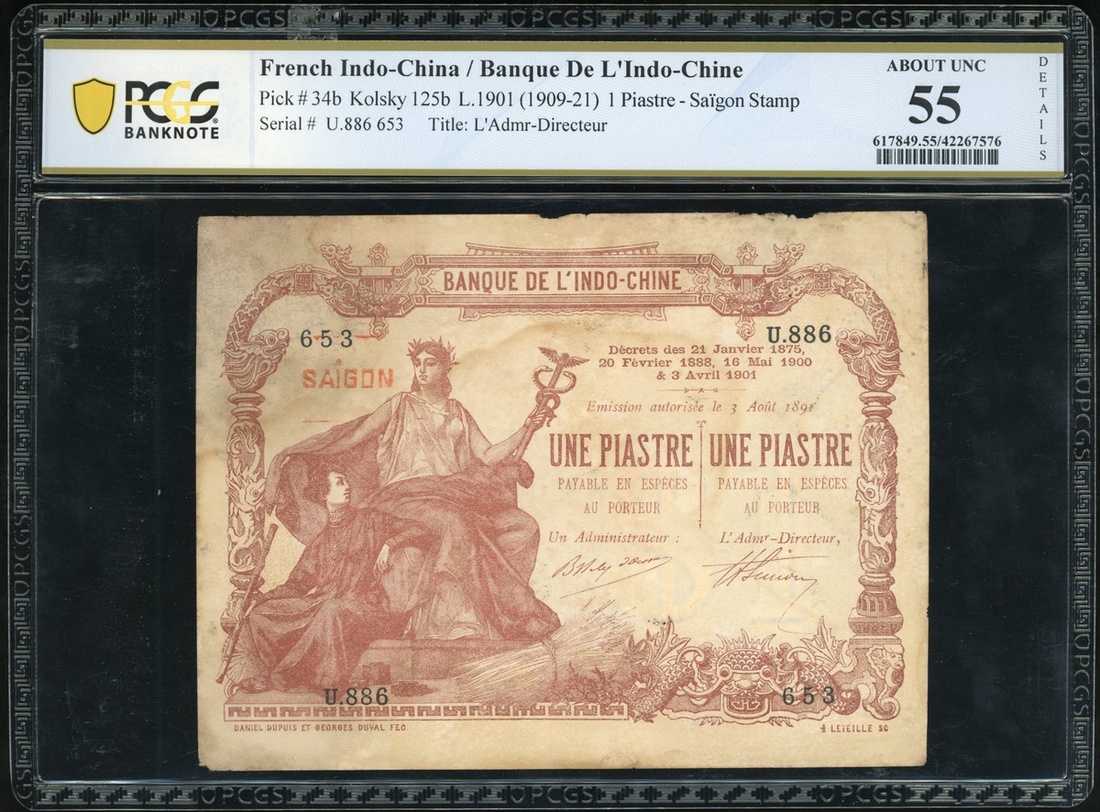 French Indo-China / Banque De L'Indo-Chine
Pick # 34b Kolsky 125b L.1901 (1909-21) 1 Piastre - Saïgon Stamp
Serial # U.886 653 Title: L'Admr-Directeur
PCGS
BANKNOTE
ABOUT UNC
55
617849.55/42267576
DETAILS
BANQUE DE L'INDO-CHINE
653
U.886
SAIGON
Décrets des 21 Janvier 1875,
20 Février 1888, 16 Mai 1900
& 3 Avril 1901
Emission autorisée le 3 Août 1891
UNE PIASTRE UNE PIASTRE
PAYABLE EN ESPÈCES PAYABLE EN ESPÈCES
AU PORTEUR AU PORTEUR
Un Administrateur : L'Admr-Directeur,
U.886
653
DANIEL DUPUIS ET GEORGES DUVAL FEC.
A LEVEILLE SC